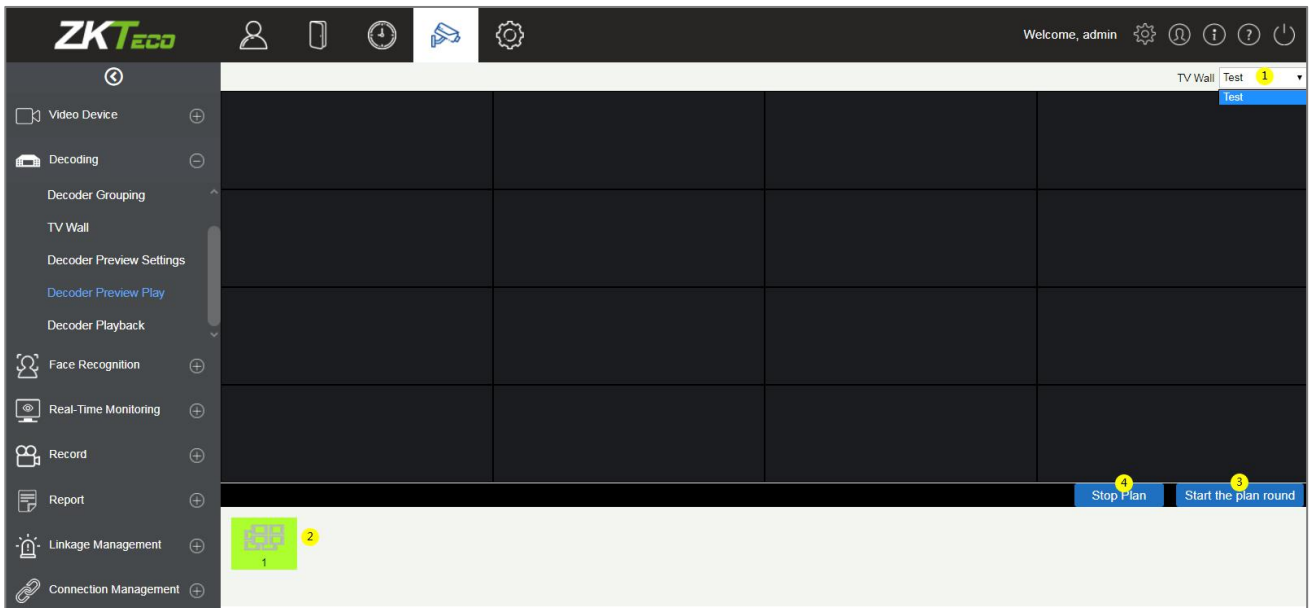 ZKTECO
Welcome, admin
TV Wall Test 1
Test
Video Device
Decoding
Decoder Grouping
TV Wall
Decoder Preview Settings
Decoder Preview Play
Decoder Playback
Face Recognition
Real-Time Monitoring
Record
Report
Linkage Management
Connection Management
4
3
Stop Plan
Start the plan round
2
1